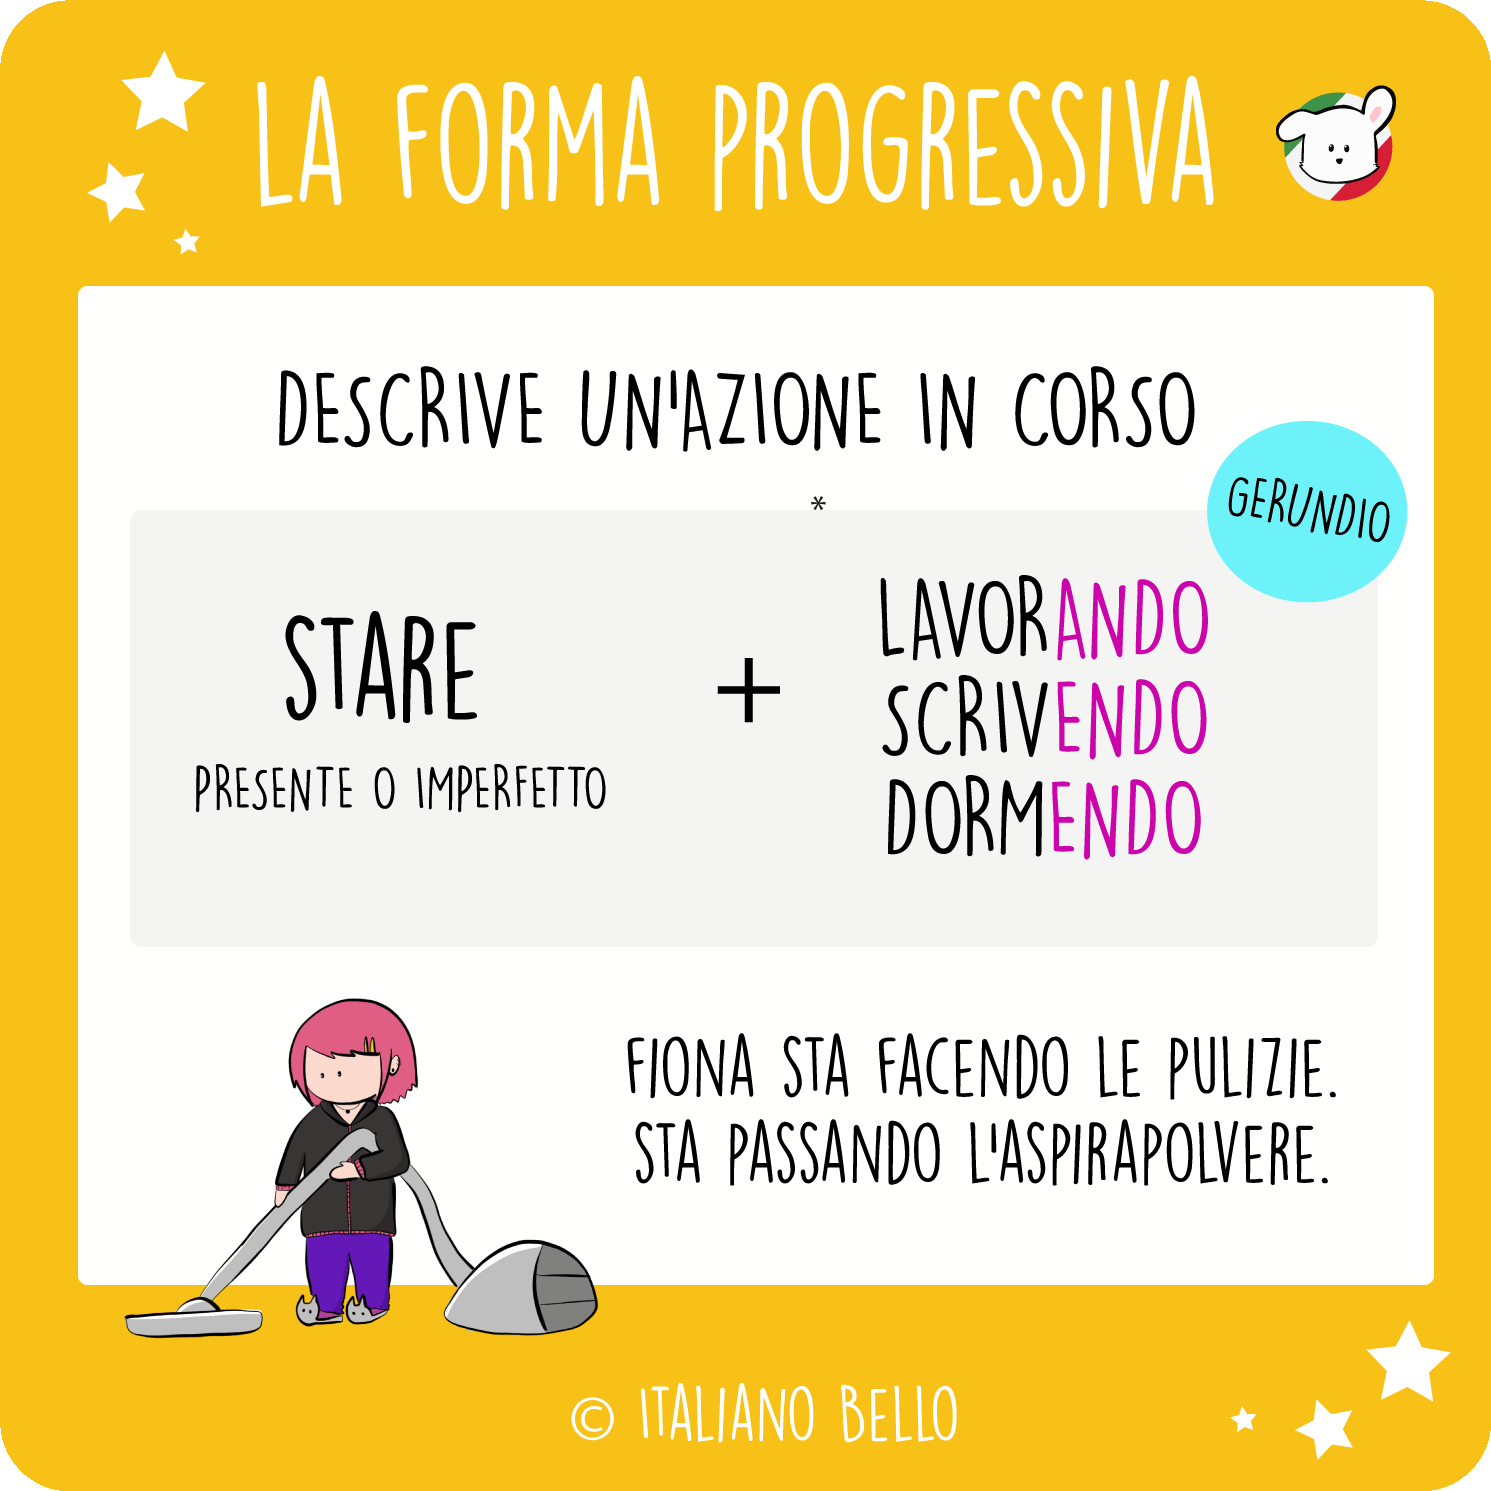 LA FORMA PROGRESSIVA
DESCRIVE UN'AZIONE IN CORSO
*
GERUNDIO
STARE
PRESENTE O IMPERFETTO
+
LAVORANDO
SCRIVENDO
DORMENDO
FIONA STA FACENDO LE PULIZIE.
STA PASSANDO L'ASPIRAPOLVERE.
© ITALIANO BELLO